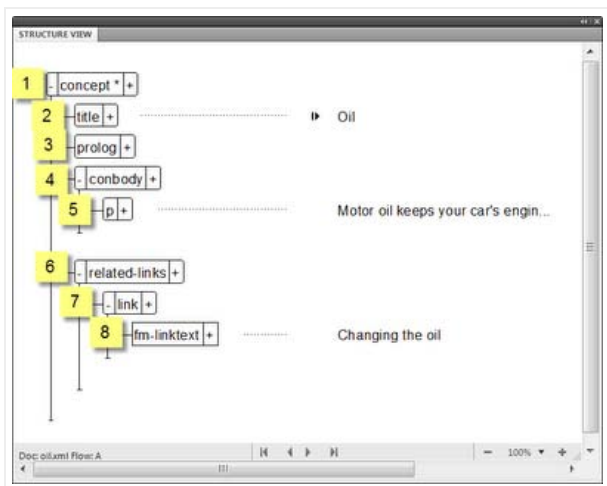 STRUCTURE VIEW
1 - concept * +
2 title + Oil
3 prolog +
4 - conbody +
5 p + Motor oil keeps your car's engin...
6 - related-links +
7 - link +
8 fm-linktext + Changing the oil
Doc: oil.xml Flow: A 100%